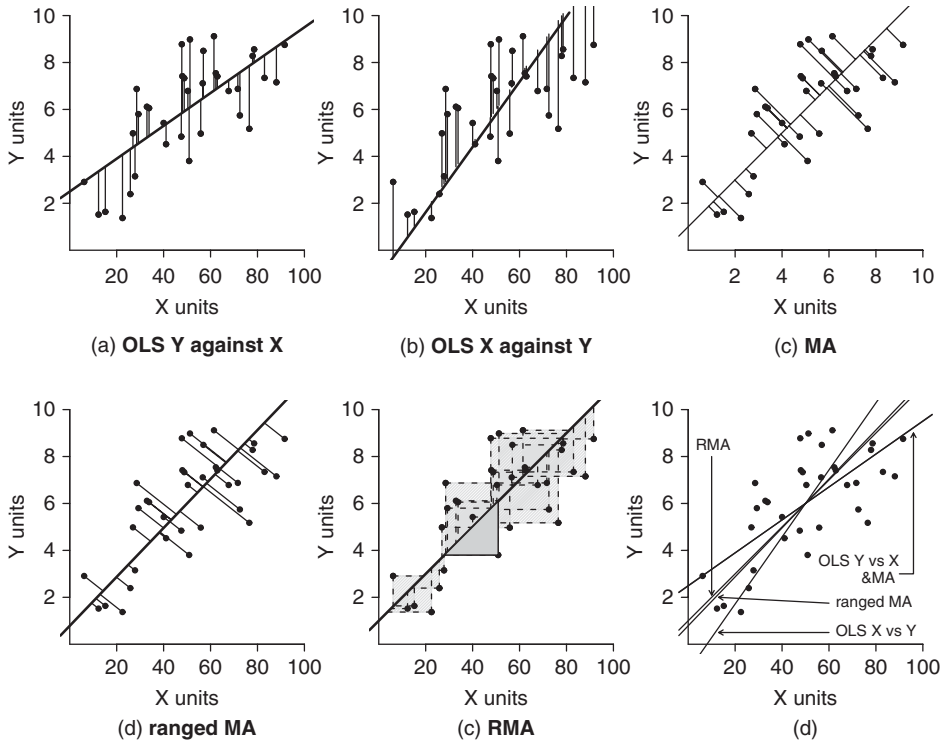 10
8
6
4
2
Y units
20 40 60 80 100
X units
(a) OLS Y against X
10
8
6
4
2
Y units
20 40 60 80 100
X units
(b) OLS X against Y
10
8
6
4
2
Y units
2 4 6 8 10
X units
(c) MA
10
8
6
4
2
Y units
20 40 60 80 100
X units
(d) ranged MA
10
8
6
4
2
Y units
20 40 60 80 100
X units
(c) RMA
10
8
6
4
2
Y units
RMA
OLS Y vs X
&MA
ranged MA
OLS X vs Y
20 40 60 80 100
X units
(d)